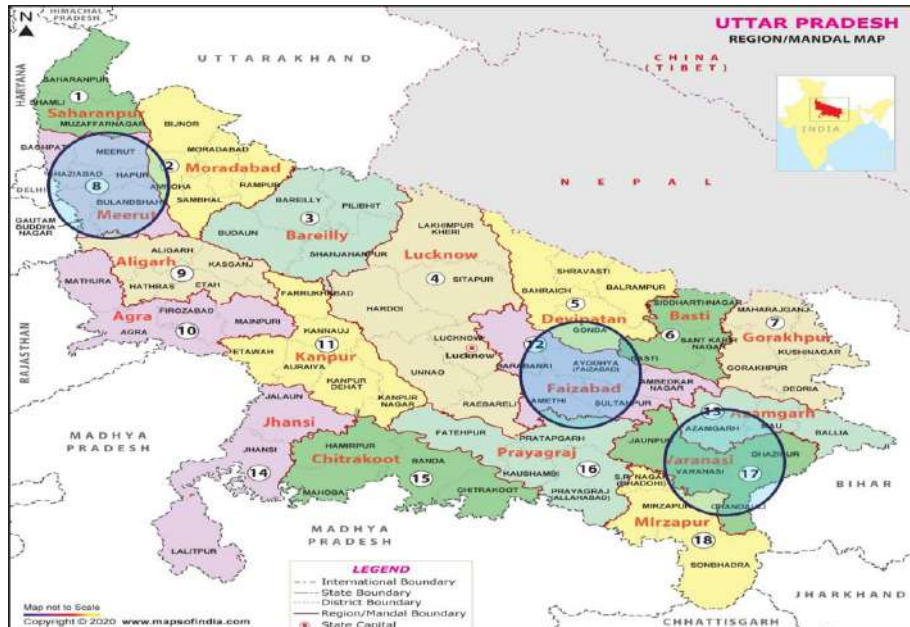 HIMACHAL
PRADESH
N
UTTAR PRADESH
REGION/MANDAL MAP
UTTARAKHAND
CHINA
(TIBET)
INDIA
HARYANA
SAHARANPUR
1
SHAMLI
Saharanpur
MUZAFFARNAGAR
BIJNOR
BAGHPAT
MEERUT
2
MORADABAD
Moradabad
NEPAL
DELHI
HAZIABAD
HAPUR
8
AMROHA
RAMPUR
BULANDSHAH
SAMBHAL
Meerut
BAREILLY
PILIBHIT
3
GAUTAM
BUDDHA
NAGAR
BUDAUN
Bareilly
SHAHJAHANPUR
LAKHIMPUR
KHERI
Lucknow
ALIGARH
Aligarh
KASGANJ
9
MATHURA
HATHRAS
ETAH
4
SITAPUR
SHRAVASTI
BAHRAICH
BALRAMPUR
5
FARRUKHABAD
HARDOI
Devipatan
GONDA
SIDDHARTHNAGAR
Basti
6
MAHARAJGANJ
7
Gorakhpur
Agra
FIROZABAD
10
AGRA
MAINPURI
KANNAUJ
11
ETAWAH
Kanpur
AURAIYA
KANPUR
DEHAT
KANPUR
NAGAR
LUCKNOW
Lucknow
UNNAO
RAEBARELI
12
BARABANKI
AYODHYA
(FAIZABAD)
Faizabad
AMETHI
SULTANPUR
BASTI
SANT KABIR
NAGAR
AMBEDKAR
NAGAR
KUSHINAGAR
GORAKHPUR
DEORIA
RAJASTHAN
JALAUN
Jhansi
JHANSI
14
LALITPUR
HAMIRPUR
Chitrakoot
BANDA
15
MAHOBA
CHITRAKOOT
FATEHPUR
PRATAPGARH
Prayagraj
KAUSHAMBI
16
PRAYAGRAJ
(ALLAHABAD)
13
Azamgarh
AZAMGARH
MAU
BALLIA
JAUNPUR
Varanasi
VARANASI
GHAZIPUR
17
S.R. NAGAR
(BHADOHI)
CHANDAULI
MIRZAPUR
Mirzapur
18
SONBHADRA
BIHAR
JHARKHAND
CHHATTISGARH
MADHYA
PRADESH
MADHYA
PRADESH
LEGEND
International Boundary
State Boundary
District Boundary
Region/Mandal Boundary
State Capital
Map not to Scale
Copyright © 2020 www.mapsofindia.com